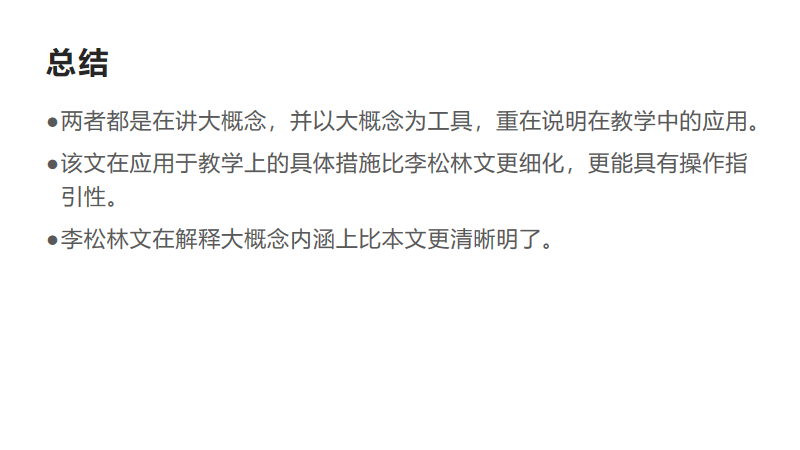 总结
●两者都是在讲大概念，并以大概念为工具，重在说明在教学中的应用。
●该文在应用于教学上的具体措施比李松林文更细化，更能具有操作指
引性。
●李松林文在解释大概念内涵上比本文更清晰明了。